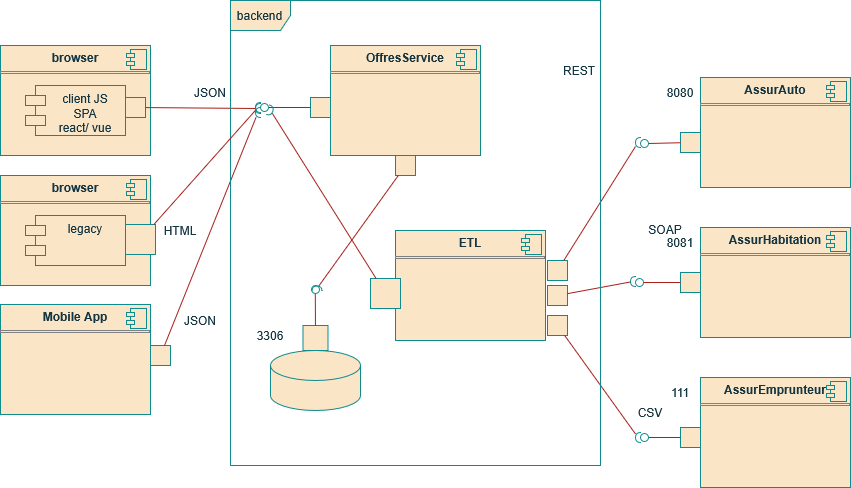 backend
browser
client JS
SPA
react/ vue
JSON
OffresService
REST
8080
AssurAuto
browser
legacy
HTML
ETL
SOAP
8081
AssurHabitation
Mobile App
JSON
3306
CSV
111
AssurEmprunteur